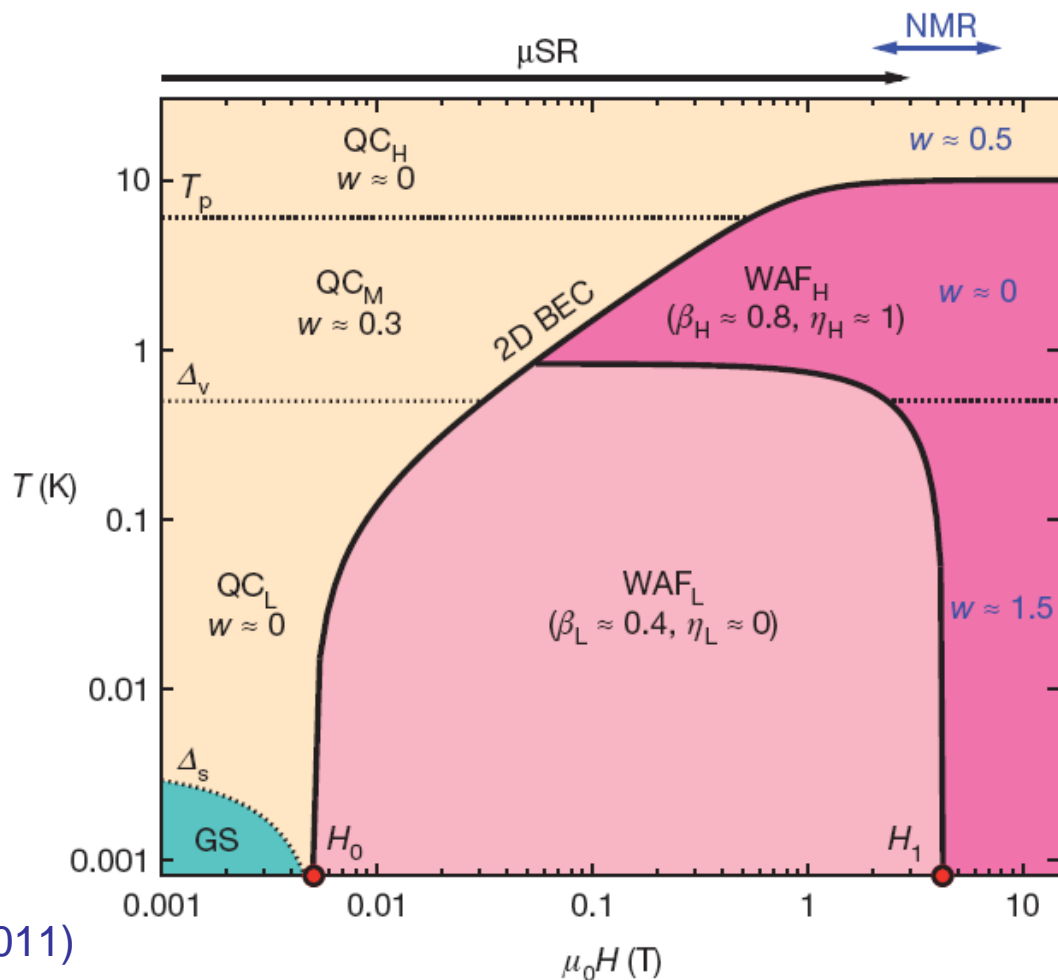 NMR
μSR
QC_H
w ≈ 0
w ≈ 0.5
10
T_p
QC_M
w ≈ 0.3
WAF_H
(β_H ≈ 0.8, η_H ≈ 1)
w ≈ 0
2D BEC
1
Δ_v
T (K)
0.1
QC_L
w ≈ 0
WAF_L
(β_L ≈ 0.4, η_L ≈ 0)
w ≈ 1.5
0.01
Δ_s
GS
H_0
H_1
0.001
0.001
0.01
0.1
1
10
μ_0H (T)
011)